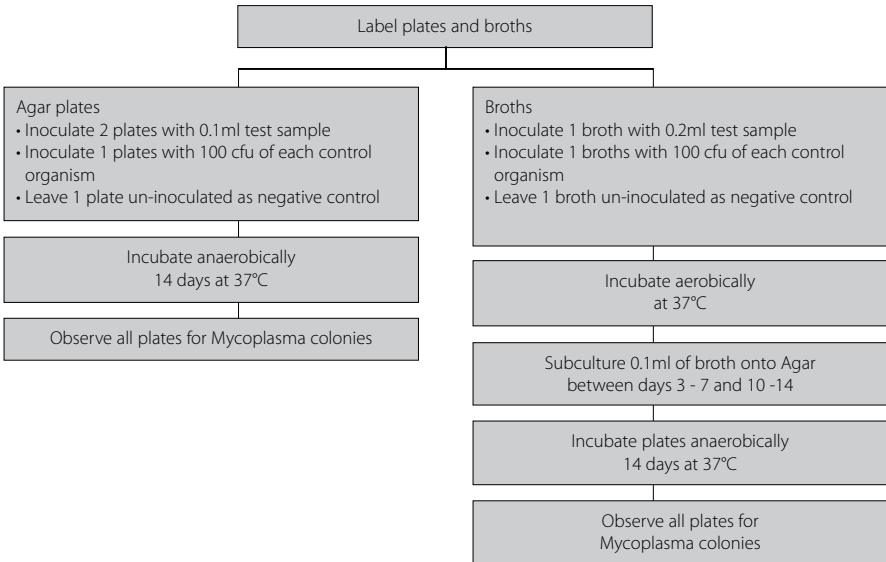 Label plates and broths
Agar plates
• Inoculate 2 plates with 0.1ml test sample
• Inoculate 1 plates with 100 cfu of each control
organism
• Leave 1 plate un-inoculated as negative control
Incubate anaerobically
14 days at 37°C
Observe all plates for Mycoplasma colonies
Broths
• Inoculate 1 broth with 0.2ml test sample
• Inoculate 1 broths with 100 cfu of each control
organism
• Leave 1 broth un-inoculated as negative control
Incubate aerobically
at 37°C
Subculture 0.1ml of broth onto Agar
between days 3 - 7 and 10 -14
Incubate plates anaerobically
14 days at 37°C
Observe all plates for
Mycoplasma colonies